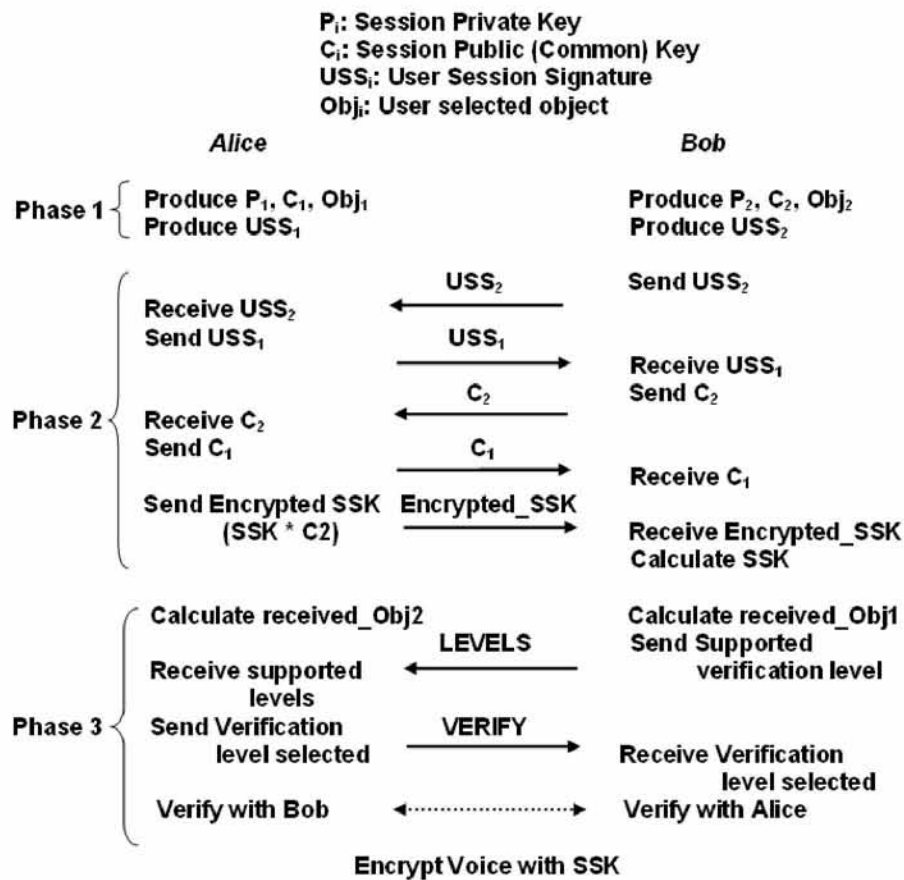 Pi: Session Private Key
Ci: Session Public (Common) Key
USSi: User Session Signature
Obji: User selected object
Alice
Bob
Phase 1
Produce P1, C1, Obj1
Produce P2, C2, Obj2
Produce USS1
Produce USS2
Phase 2
USS2
Send USS2
Receive USS2
Send USS1
USS1
Receive USS1
C2
Send C2
Receive C2
Send C1
C1
Receive C1
Send Encrypted SSK
Encrypted_SSK
(SSK * C2)
Receive Encrypted_SSK
Calculate SSK
Phase 3
Calculate received_Obj2
Calculate received_Obj1
LEVELS
Send Supported
verification level
Receive supported
levels
Send Verification
level selected
VERIFY
Receive Verification
level selected
Verify with Bob
Verify with Alice
Encrypt Voice with SSK